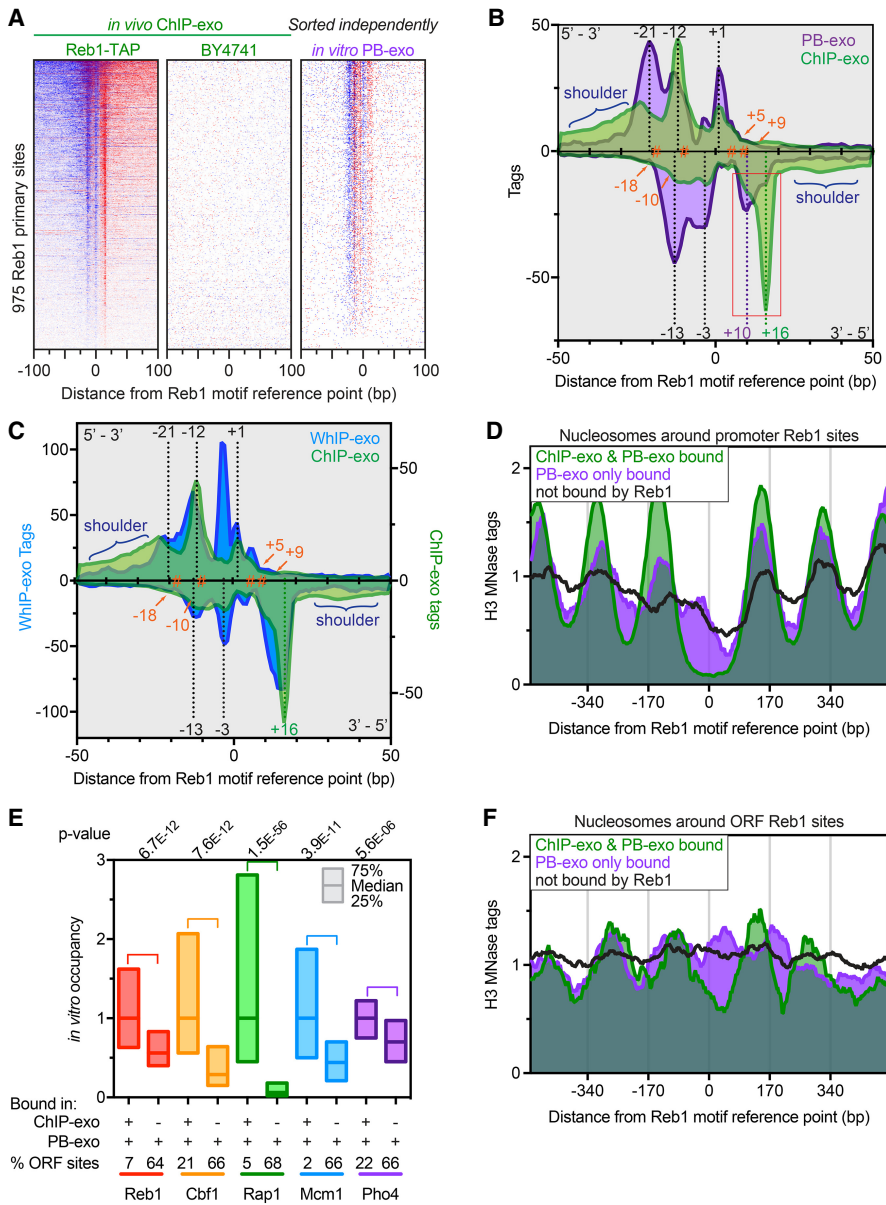 A
in vivo ChIP-exo
Sorted independently
Reb1-TAP
BY4741
in vitro PB-exo
975 Reb1 primary sites
-100 0 100
0 100
0 100
Distance from Reb1 motif reference point (bp)
B
50
0
-50
Tags
5' - 3'
-21 -12 +1
PB-exo
ChIP-exo
shoulder
+5
+9
-18
-10
shoulder
-13 -3 +10 +16
3' - 5'
-50 0 50
Distance from Reb1 motif reference point (bp)
C
5' - 3'
-21 -12 +1
WhIP-exo
ChIP-exo
100
50
0
-50
-100
WhIP-exo Tags
50
0
-50
ChIP-exo tags
shoulder
+5
+9
-18
-10
shoulder
-13 -3 +16
3' - 5'
-50 0 50
Distance from Reb1 motif reference point (bp)
D
Nucleosomes around promoter Reb1 sites
ChIP-exo & PB-exo bound
PB-exo only bound
not bound by Reb1
2
1
0
H3 MNase tags
-340 -170 0 170 340
Distance from Reb1 motif reference point (bp)
E
p-value
6.7E-12 7.6E-12 1.5E-56 3.9E-11 5.6E-06
75%
Median
25%
3
2
1
0
in vitro occupancy
Bound in:
ChIP-exo + - + - + - + - + -
PB-exo + + + + + + + + + +
% ORF sites 7 64 21 66 5 68 2 66 22 66
Reb1 Cbf1 Rap1 Mcm1 Pho4
F
Nucleosomes around ORF Reb1 sites
ChIP-exo & PB-exo bound
PB-exo only bound
not bound by Reb1
2
1
0
H3 MNase tags
-340 -170 0 170 340
Distance from Reb1 motif reference point (bp)